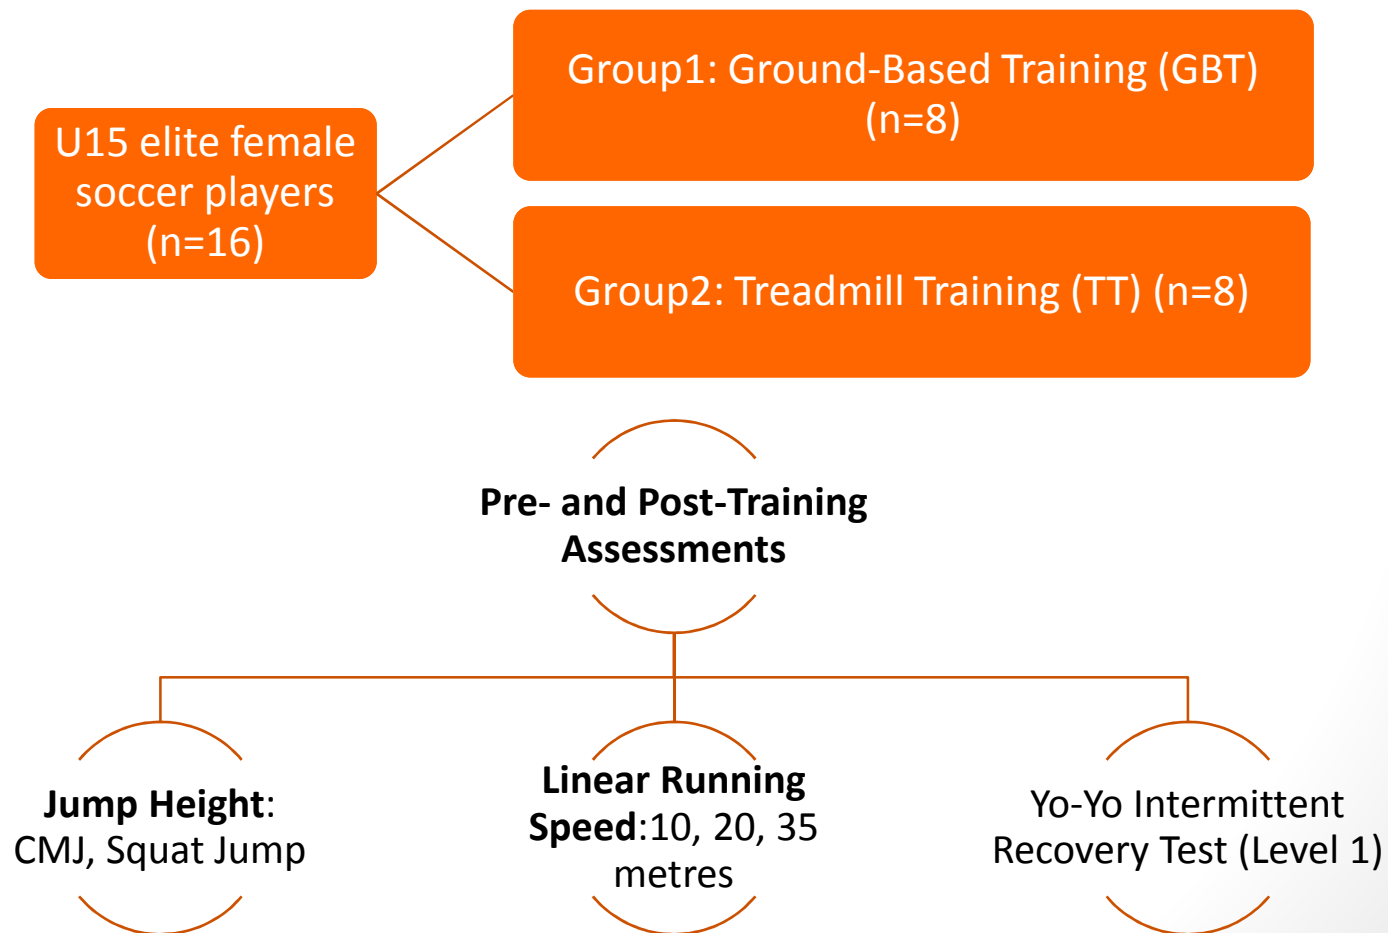 U15 elite female
soccer players
(n=16)
Group1: Ground-Based Training (GBT)
(n=8)
Group2: Treadmill Training (TT) (n=8)
Pre- and Post-Training
Assessments
Jump Height:
CMJ, Squat Jump
Linear Running
Speed:10, 20, 35
metres
Yo-Yo Intermittent
Recovery Test (Level 1)